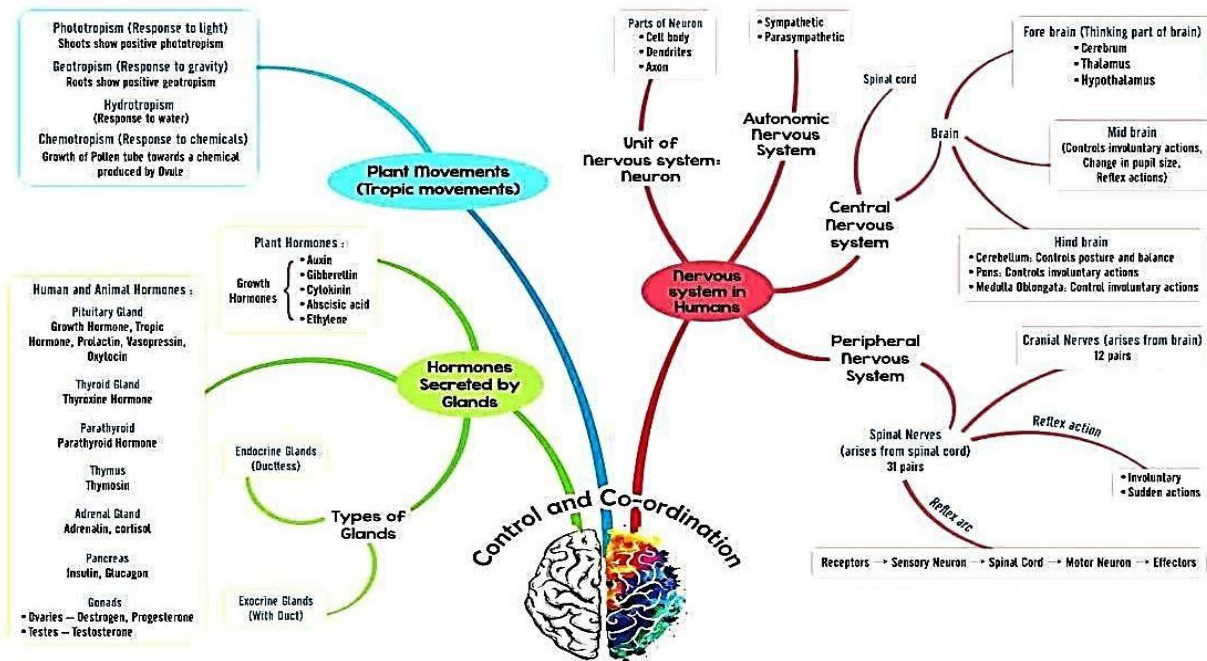 Phototropism (Response to light)
Shoots show positive phototropism
Geotropism (Response to gravity)
Roots show positive geotropism
Hydrotropism
(Response to water)
Chemotropism (Response to chemicals)
Growth of Pollen tube towards a chemical
produced by Ovule
Plant Movements
(Tropic movements)
Plant Hormones :
Growth
Hormones
• Auxin
• Gibberellin
• Cytokinin
• Abscisic acid
• Ethylene
Human and Animal Hormones :
Pituitary Gland
Growth Hormone, Tropic
Hormone, Prolactin, Vasopressin,
Oxytocin
Thyroid Gland
Thyroxine Hormone
Parathyroid
Parathyroid Hormone
Thymus
Thymosin
Adrenal Gland
Adrenalin, cortisol
Pancreas
Insulin, Glucagon
Gonads
• Ovaries — Destrogen, Progesterone
• Testes — Testosterone
Hormones
Secreted by
Glands
Endocrine Glands
(Ductless)
Types of
Glands
Exocrine Glands
(With Duct)
Control and Co-ordination
Parts of Neuron
• Cell body
• Dendrites
• Axon
Unit of
Nervous system:
Neuron
• Sympathetic
• Parasympathetic
Autonomic
Nervous
System
Nervous
system in
Humans
Spinal cord
Central
Nervous
system
Brain
Fore brain (Thinking part of brain)
• Cerebrum
• Thalamus
• Hypothalamus
Mid brain
(Controls involuntary actions,
Change in pupil size,
Reflex actions)
Hind brain
• Cerebellum: Controls posture and balance
• Pons: Controls involuntary actions
• Medulla Oblongata: Control involuntary actions
Peripheral
Nervous
System
Cranial Nerves (arises from brain)
12 pairs
Spinal Nerves
(arises from spinal cord)
31 pairs
Reflex action
• Involuntary
• Sudden actions
Reflex arc
Receptors → Sensory Neuron → Spinal Cord → Motor Neuron → Effectors